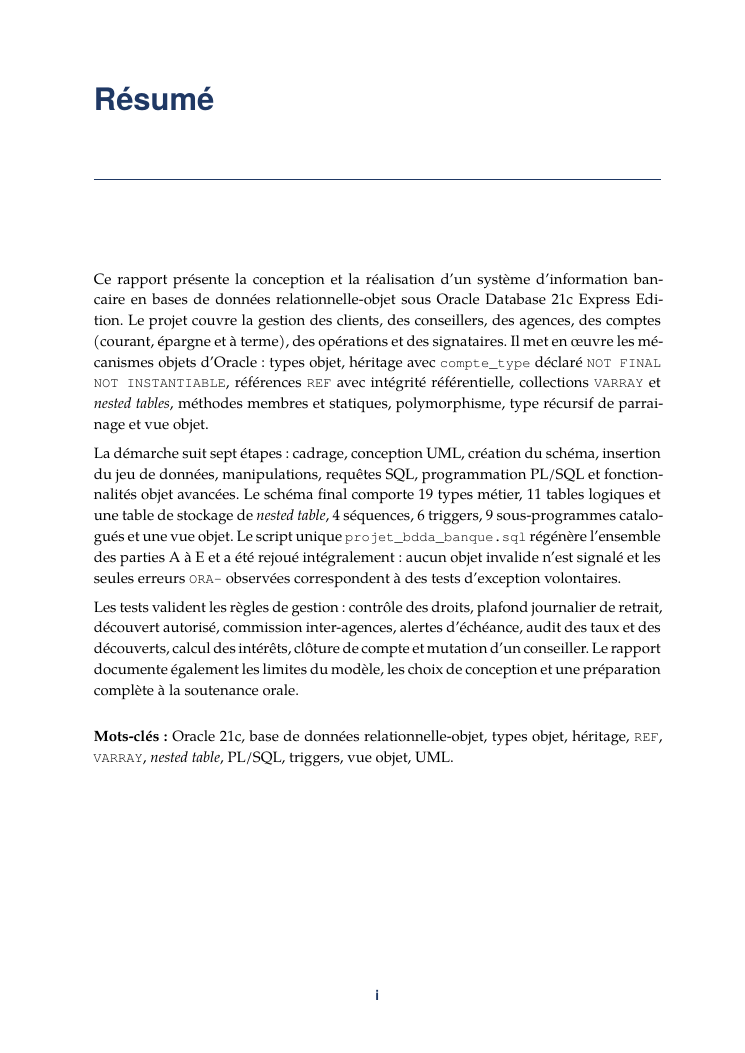 Résumé
Ce rapport présente la conception et la réalisation d'un système d'information ban-
caire en bases de données relationnelle-objet sous Oracle Database 21c Express Edi-
tion. Le projet couvre la gestion des clients, des conseillers, des agences, des comptes
(courant, épargne et à terme), des opérations et des signataires. Il met en œuvre les mé-
canismes objets d'Oracle : types objet, héritage avec compte_type déclaré NOT FINAL
NOT INSTANTIABLE, références REF avec intégrité référentielle, collections VARRAY et
nested tables, méthodes membres et statiques, polymorphisme, type récursif de parrai-
nage et vue objet.
La démarche suit sept étapes : cadrage, conception UML, création du schéma, insertion
du jeu de données, manipulations, requêtes SQL, programmation PL/SQL et fonction-
nalités objet avancées. Le schéma final comporte 19 types métier, 11 tables logiques et
une table de stockage de nested table, 4 séquences, 6 triggers, 9 sous-programmes catalo-
gués et une vue objet. Le script unique projet_bdda_banque.sql régénère l'ensemble
des parties A à E et a été rejoué intégralement : aucun objet invalide n'est signalé et les
seules erreurs ORA- observées correspondent à des tests d'exception volontaires.
Les tests valident les règles de gestion : contrôle des droits, plafond journalier de retrait,
découvert autorisé, commission inter-agences, alertes d'échéance, audit des taux et des
découverts, calcul des intérêts, clôture de compte et mutation d'un conseiller. Le rapport
documente également les limites du modèle, les choix de conception et une préparation
complète à la soutenance orale.
Mots-clés : Oracle 21c, base de données relationnelle-objet, types objet, héritage, REF,
VARRAY, nested table, PL/SQL, triggers, vue objet, UML.
i